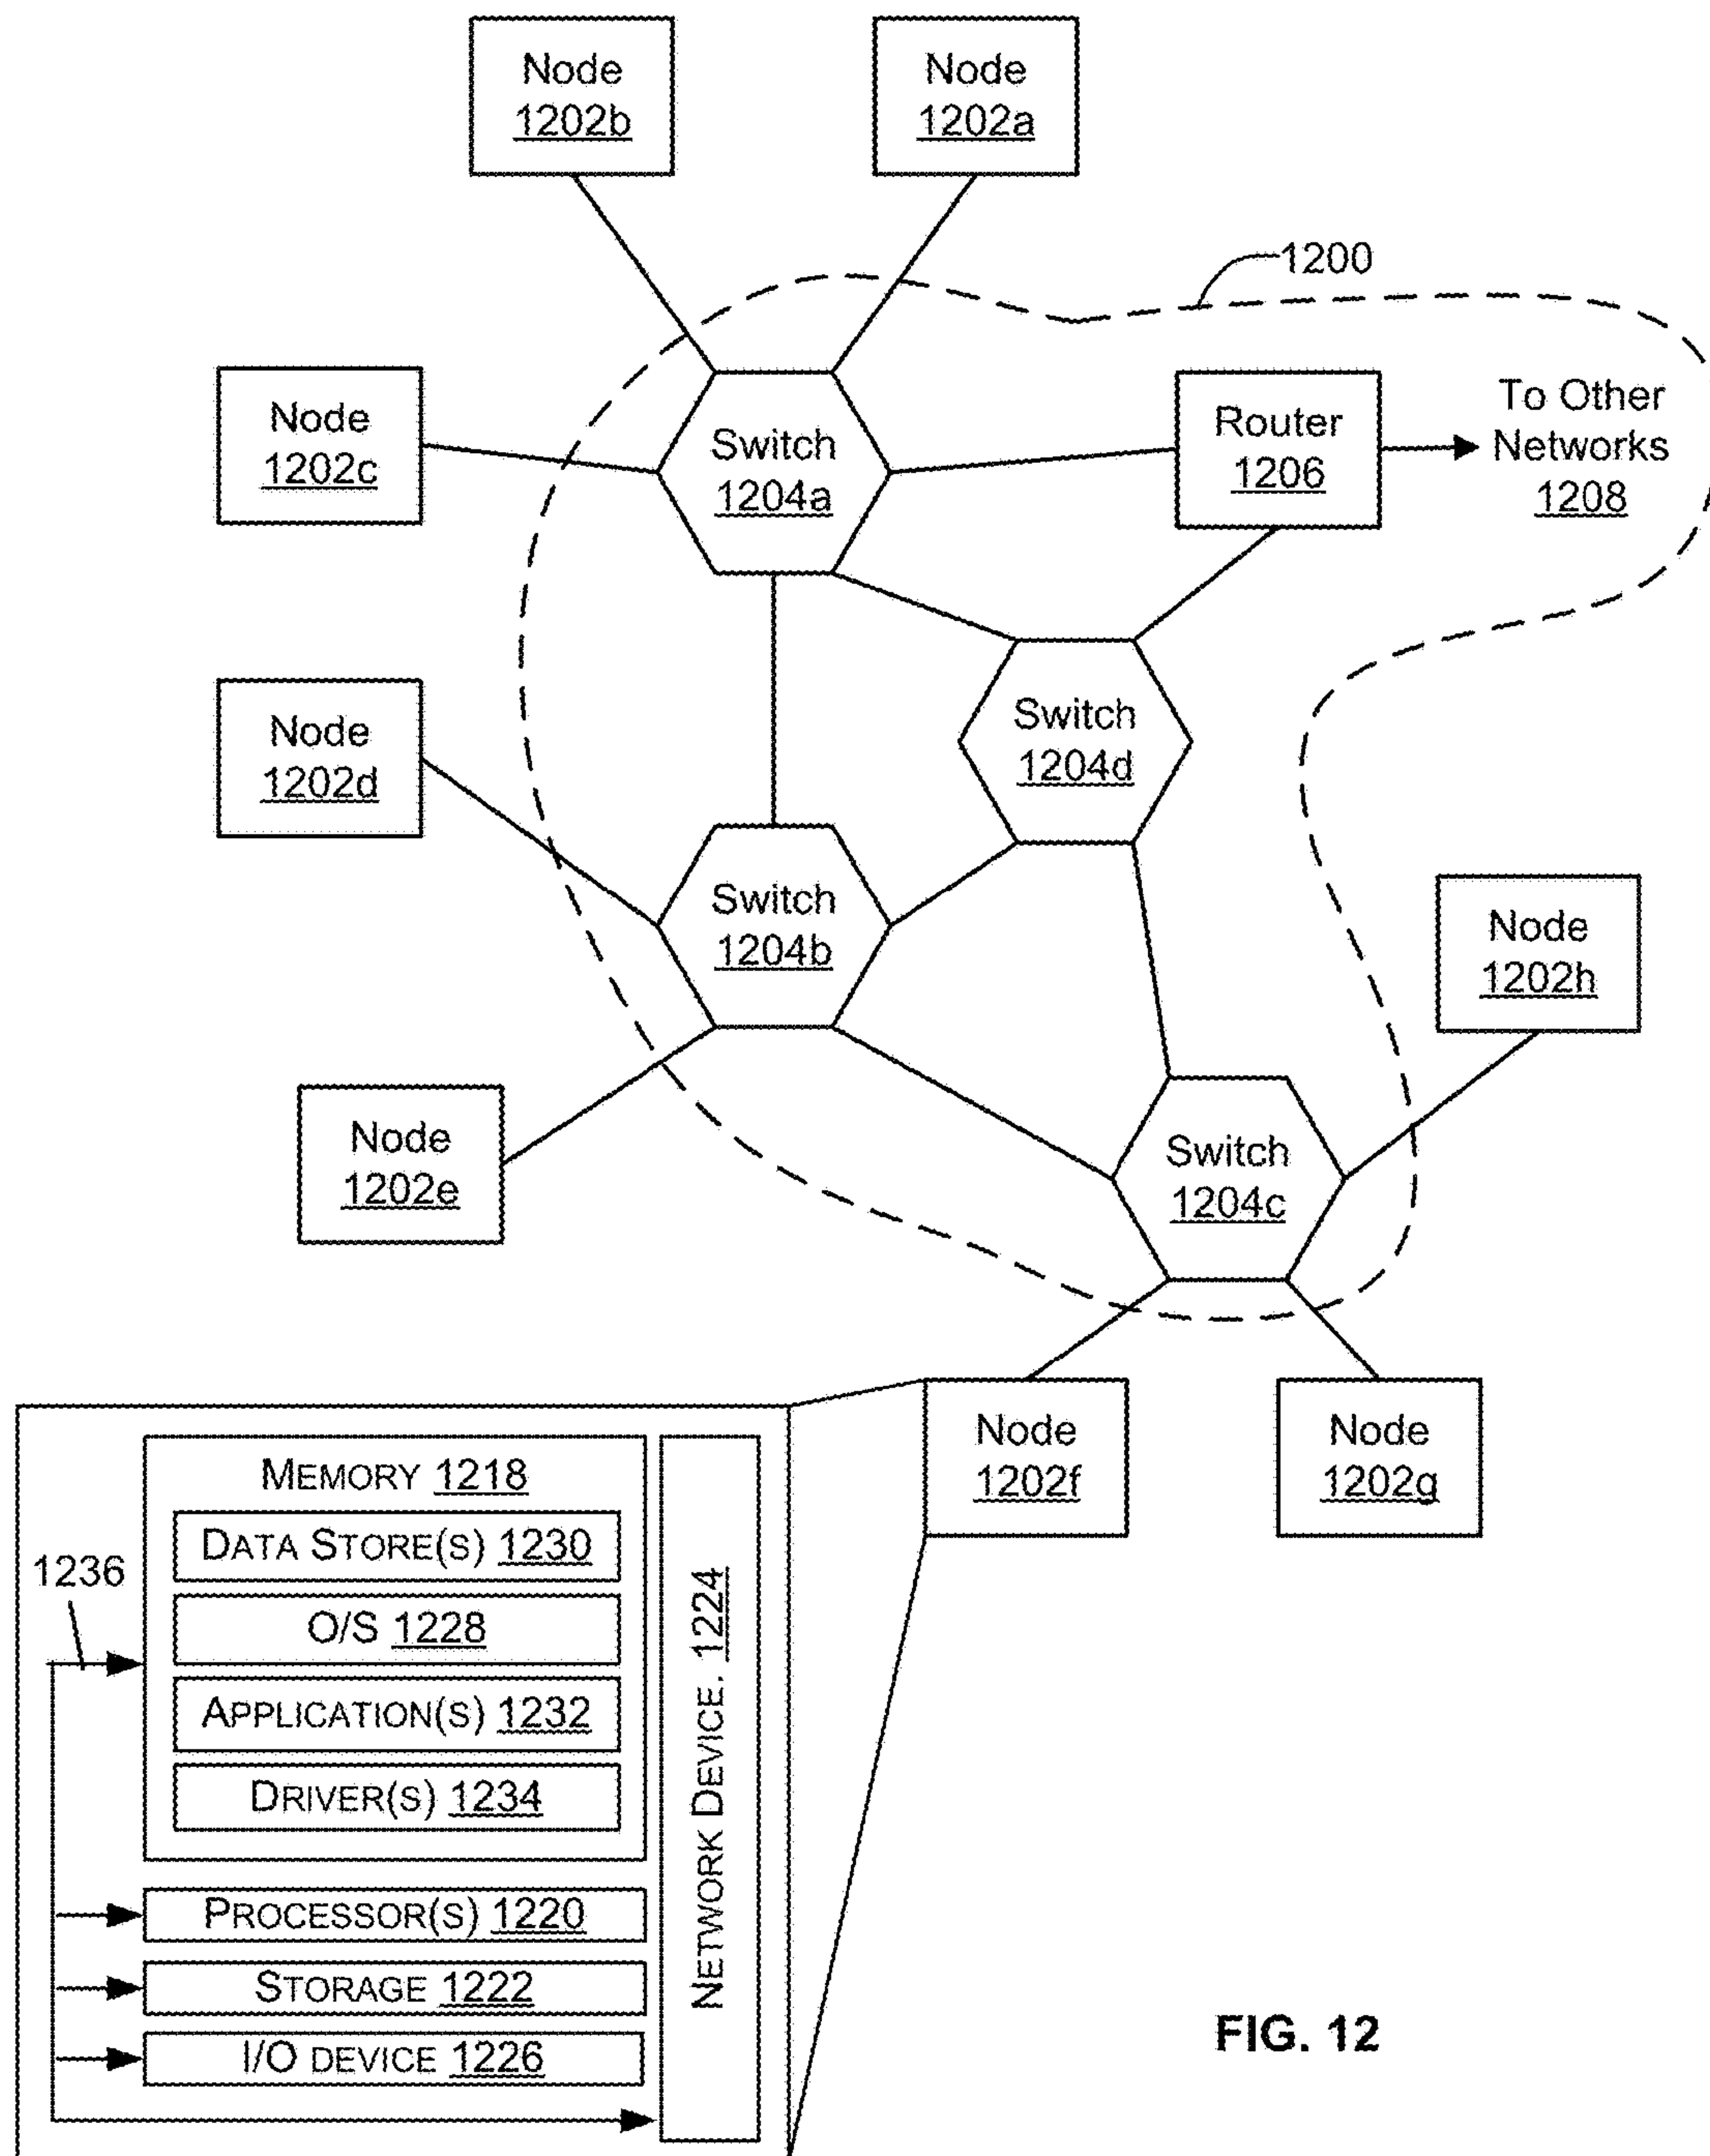 Node
1202b
Node
1202a
1200
Node
1202c
Switch
1204a
Router
1206
To Other
Networks
1208
Node
1202d
Switch
1204d
Switch
1204b
Node
1202h
Node
1202e
Switch
1204c
Node
1202f
Node
1202g
MEMORY 1218
DATA STORE(S) 1230
1236
O/S 1228
APPLICATION(S) 1232
DRIVER(S) 1234
NETWORK DEVICE. 1224
PROCESSOR(S) 1220
STORAGE 1222
I/O DEVICE 1226
FIG. 12